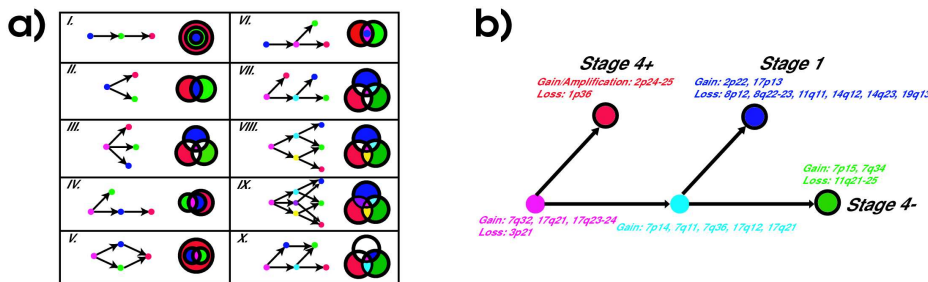 a)
I.
II.
III.
IV.
V.
VI.
VII.
VIII.
IX.
X.
b)
Stage 4+
Gain/Amplification: 2p24-25
Loss: 1p36
Stage 1
Gain: 2p22, 17p13
Loss: 8p12, 8q22-23, 11q11, 14q12, 14q23, 19q13
Gain: 7p15, 7q34
Loss: 11q21-25
Stage 4-
Gain: 7q32, 17q21, 17q23-24
Loss: 3p21
Gain: 7p14, 7q11, 7q36, 17q12, 17q21